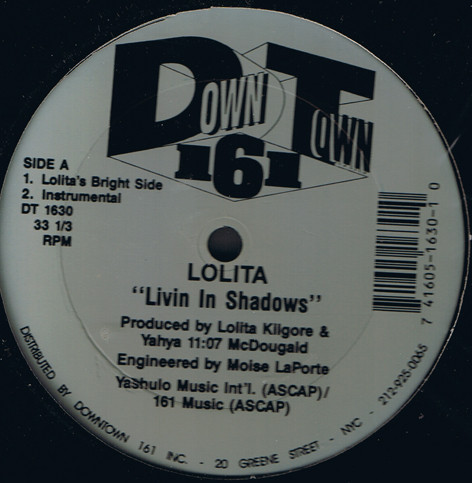 DOWN TOWN
161
SIDE A
1. Lolita's Bright Side
2. Instrumental
DT 1630
33 1/3
RPM
7 41605-1630-1 0
LOLITA
"Livin In Shadows"
Produced by Lolita Kilgore &
Yahya 11:07 McDougald
Engineered by Moise LaPorte
Yashulo Music Int'l. (ASCAP)/
161 Music (ASCAP)
DISTRIBUTED BY DOWNTOWN 161 INC. - 20 GREENE STREET - NYC - 212-925-0065